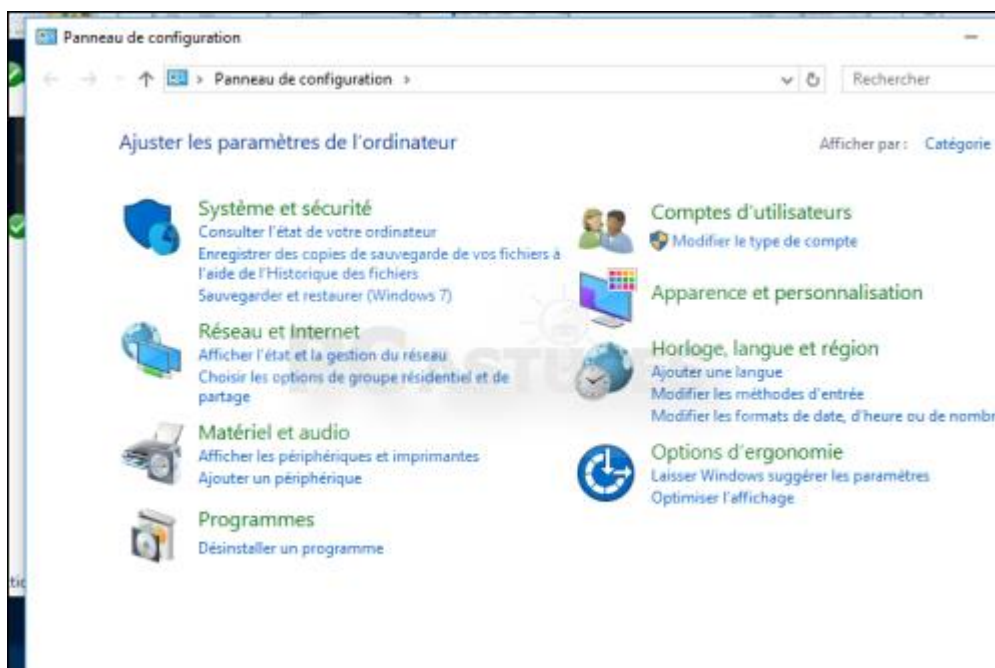 Panneau de configuration
Panneau de configuration
Rechercher
Ajuster les paramètres de l'ordinateur
Afficher par :
Catégorie
Système et sécurité
Consulter l'état de votre ordinateur
Enregistrer des copies de sauvegarde de vos fichiers à
l'aide de l'Historique des fichiers
Sauvegarder et restaurer (Windows 7)
Réseau et Internet
Afficher l'état et la gestion du réseau
Choisir les options de groupe résidentiel et de
partage
Matériel et audio
Afficher les périphériques et imprimantes
Ajouter un périphérique
Programmes
Désinstaller un programme
Comptes d'utilisateurs
Modifier le type de compte
Apparence et personnalisation
Horloge, langue et région
Ajouter une langue
Modifier les méthodes d'entrée
Modifier les formats de date, d'heure ou de nombr
Options d'ergonomie
Laisser Windows suggérer les paramètres
Optimiser l'affichage